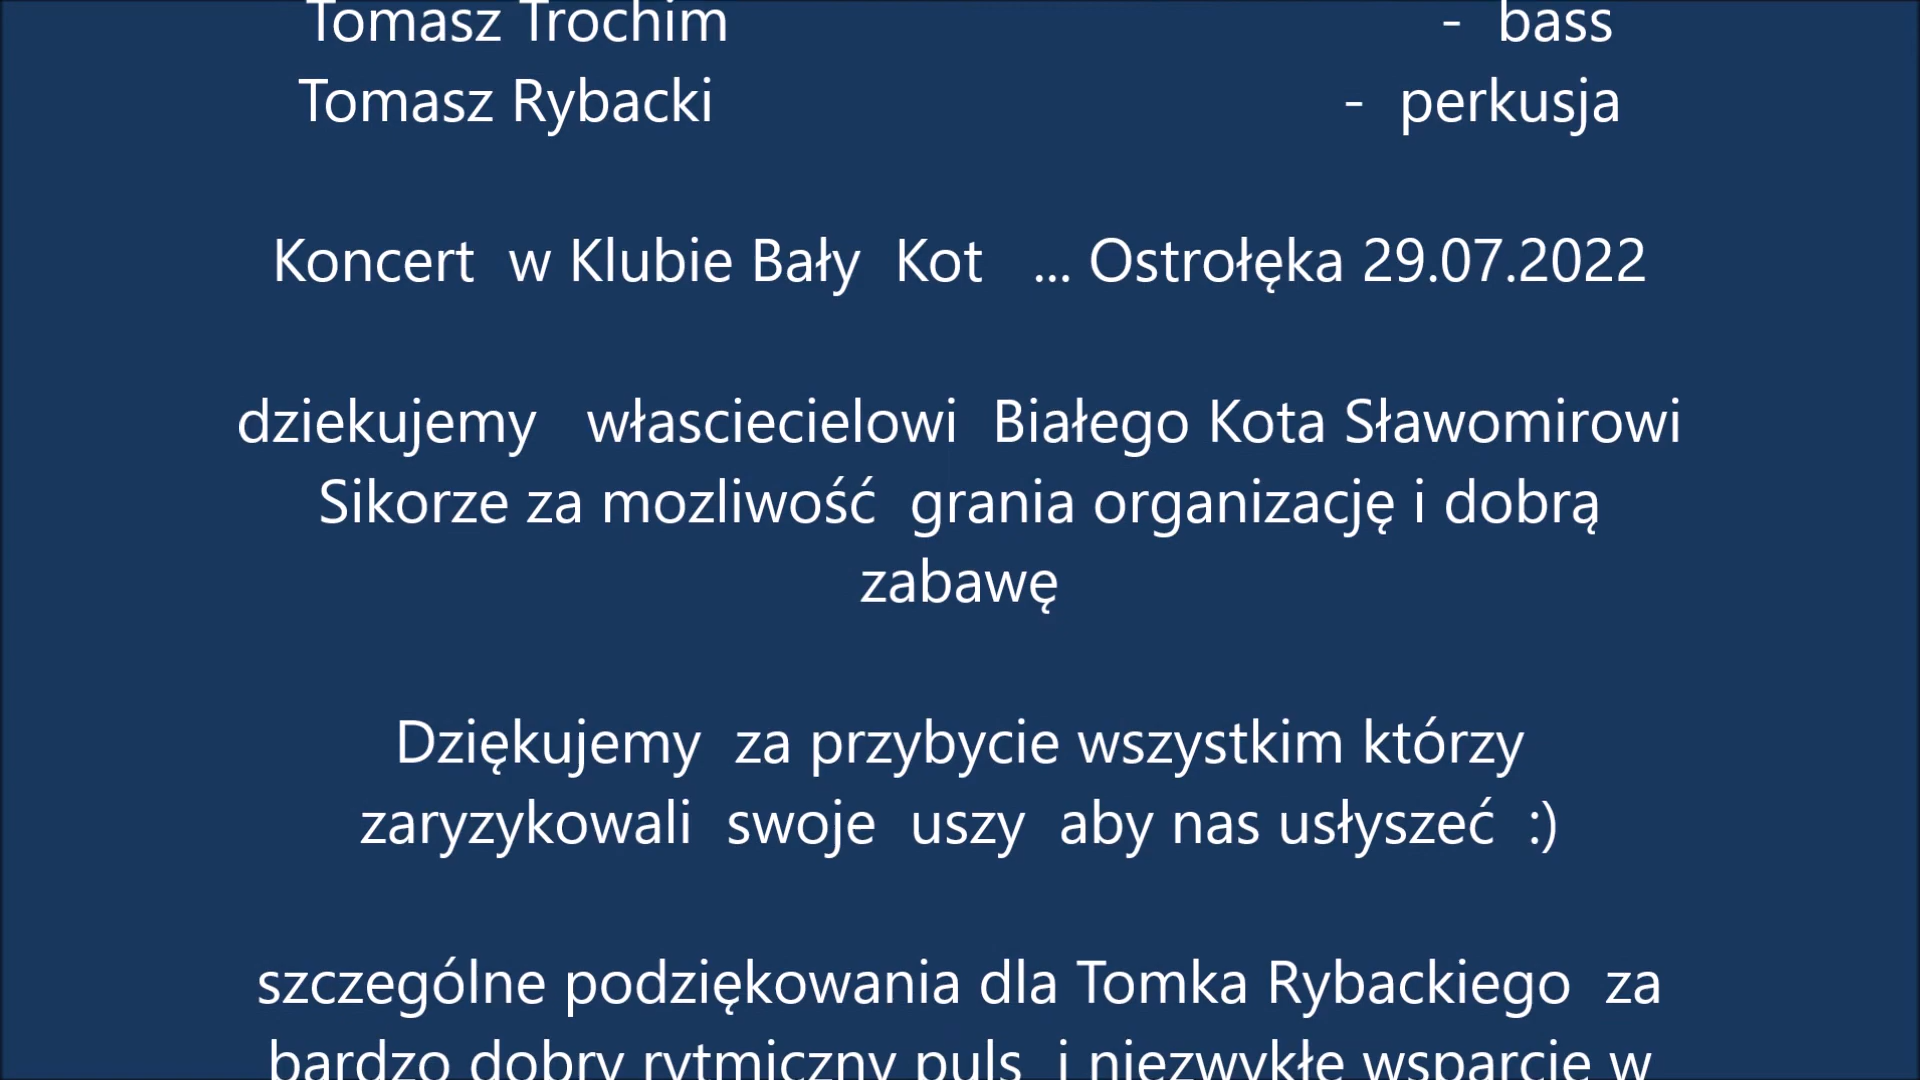 Tomasz Trochim - bass
Tomasz Rybacki - perkusja
Koncert w Klubie Bały Kot ... Ostrołęka 29.07.2022
dziekujemy włascieciel​owi Białego Kota Sławomirowi
Sikorze za mozliwość grania organizację i dobrą
zabawę
Dziękujemy za przybycie wszystkim którzy
zaryzykowali swoje uszy aby nas usłyszeć :)
szczególne podziękowania dla Tomka Rybackiego za
bardzo dobry rytmiczny puls i niezwykłe wsparcie w